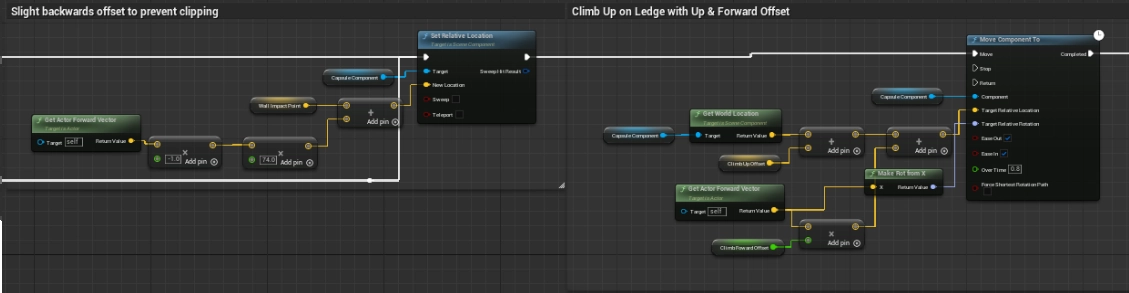 Slight backwards offset to prevent clipping
Climb Up on Ledge with Up & Forward Offset
Set Relative Location
Target is Scene Component
Target
Sweep Hit Result
New Location
Sweep
Teleport
Capsule Component
Wall Impact Point
Add pin
Get Actor Forward Vector
Target is Actor
Target
self
Return Value
-1.0
Add pin
74.0
Add pin
Move Component To
Move
Completed
Stop
Return
Component
Target Relative Location
Target Relative Rotation
Ease Out
Ease In
Over Time
0.8
Force Shortest Rotation Path
Capsule Component
Get World Location
Target is Scene Component
Target
Return Value
Capsule Component
Climb Up Offset
Add pin
Add pin
Make Rot from X
X
Return Value
Get Actor Forward Vector
Target is Actor
Target
self
Return Value
Add pin